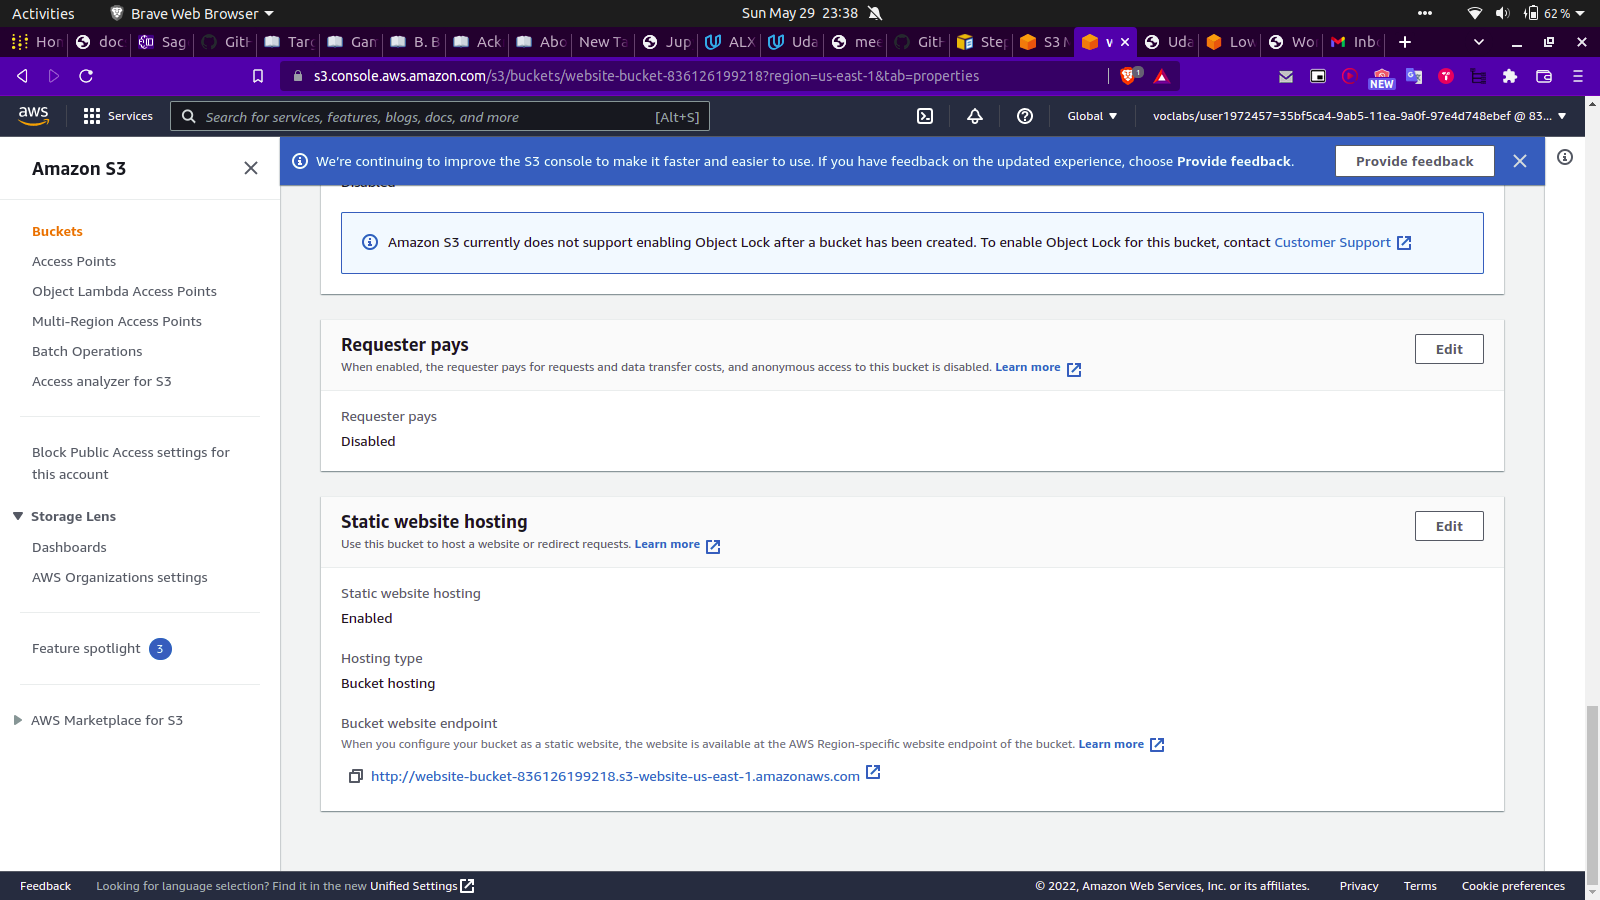 Activities
Brave Web Browser
Sun May 29 23:38
62 %
Hor
doc
Sag
GitH
Targ
Gan
B. B
Ack
Abo
New Ta
Jup
ALX
Uda
mee
GitH
Step
S3 M
Uda
Low
Wo
Inbo
s3.console.aws.amazon.com/s3/buckets/website-bucket-836126199218?region=us-east-1&tab=properties
1
NEW
aws
Services
Search for services, features, blogs, docs, and more
[Alt+S]
Global
voclabs/user1972457=35bf5ca4-9ab5-11ea-9a0f-97e4d748ebef @ 83...
Amazon S3
Buckets
Access Points
Object Lambda Access Points
Multi-Region Access Points
Batch Operations
Access analyzer for S3
Block Public Access settings for
this account
Storage Lens
Dashboards
AWS Organizations settings
Feature spotlight 3
AWS Marketplace for S3
We're continuing to improve the S3 console to make it faster and easier to use. If you have feedback on the updated experience, choose Provide feedback.
Provide feedback
Disabled
Amazon S3 currently does not support enabling Object Lock after a bucket has been created. To enable Object Lock for this bucket, contact Customer Support
Requester pays
Edit
When enabled, the requester pays for requests and data transfer costs, and anonymous access to this bucket is disabled. Learn more
Requester pays
Disabled
Static website hosting
Edit
Use this bucket to host a website or redirect requests. Learn more
Static website hosting
Enabled
Hosting type
Bucket hosting
Bucket website endpoint
When you configure your bucket as a static website, the website is available at the AWS Region-specific website endpoint of the bucket. Learn more
http://website-bucket-836126199218.s3-website-us-east-1.amazonaws.com
Feedback
Looking for language selection? Find it in the new Unified Settings
© 2022, Amazon Web Services, Inc. or its affiliates.
Privacy
Terms
Cookie preferences